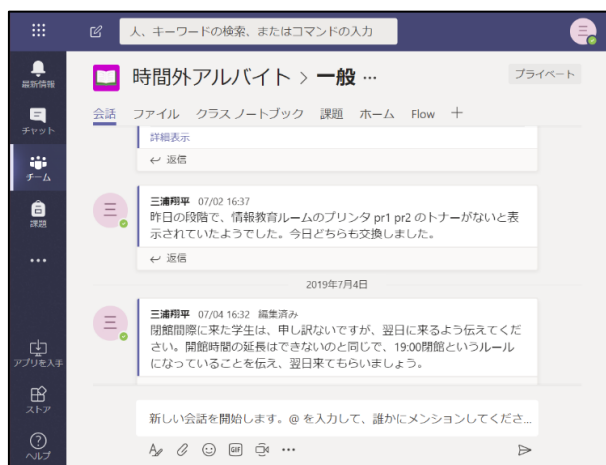 人、キーワードの検索、またはコマンドの入力
三
最新情報
チャット
チーム
課題
アプリを入手
ストア
ヘルプ
時間外アルバイト > 一般 ...
プライベート
会話 ファイル クラス ノートブック 課題 ホーム Flow +
詳細表示
返信
三
三浦翔平 07/02 16:37
昨日の段階で、情報教育ルームのプリンタ pr1 pr2 のトナーがないと表
示されていたようでした。今日どちらも交換しました。
返信
2019年7月4日
三
三浦翔平 07/04 16:32 編集済み
閉館間際に来た学生は、申し訳ないですが、翌日に来るよう伝えてくだ
さい。開館時間の延長はできないのと同じで、19:00閉館というルール
になっていることを伝え、翌日来てもらいましょう。
新しい会話を開始します。@ を入力して、誰かにメンションしてくださ...
GIF